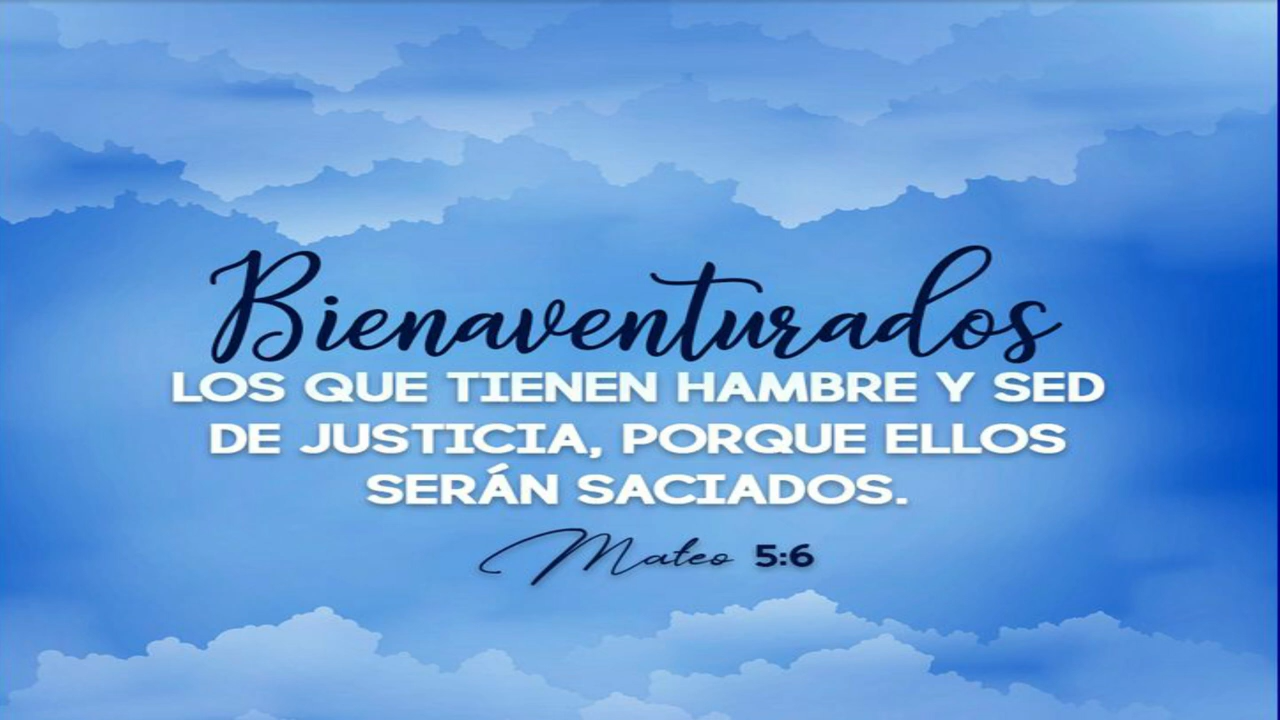 Bienaventurados
LOS QUE TIENEN HAMBRE Y SED
DE JUSTICIA, PORQUE ELLOS
SERÁN SACIADOS.
Mateo 5:6